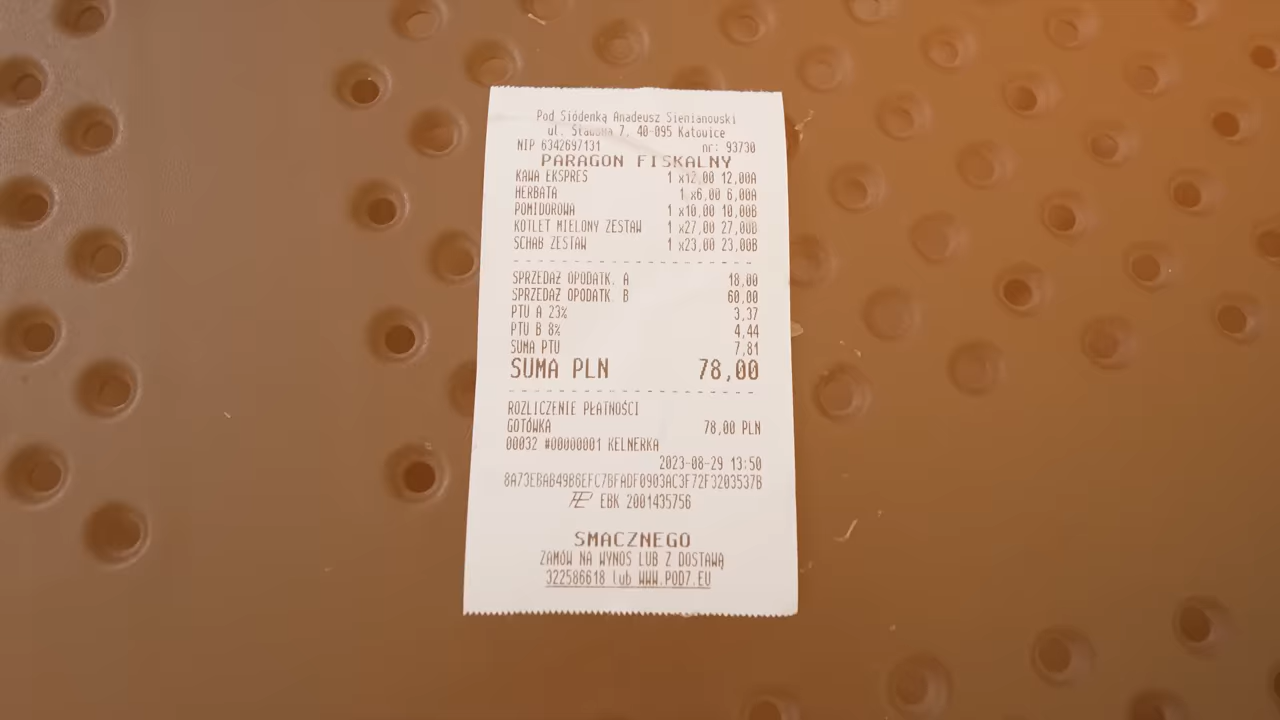 Pod Siódemką Amadeusz Siemianowski
ul. Stawowa 7, 40-095 Katowice
NIP 6342697131 nr: 93730
PARAGON FISKALNY
KAWA EKSPRES 1 x12,00 12,00A
HERBATA 1 x6,00 6,00A
POMIDOROWA 1 x10,00 10,00B
KOTLET MIELONY ZESTAW 1 x27,00 27,00B
SCHAB ZESTAW 1 x23,00 23,00B
SPRZEDAŻ OPODATK. A 18,00
SPRZEDAŻ OPODATK. B 60,00
PTU A 23% 3,37
PTU B 8% 4,44
SUMA PTU 7,81
SUMA PLN 78,00
ROZLICZENIE PŁATNOŚCI
GOTÓWKA 78,00 PLN
00032 #00000001 KELNERKA
2023-08-29 13:50
8A73EBAB49B6EFC7BFADF0903AC3F72F3203537B
EBK 2001435756
SMACZNEGO
ZAMÓW NA WYNOS LUB Z DOSTAWĄ
322586618 lub WWW.POD7.EU